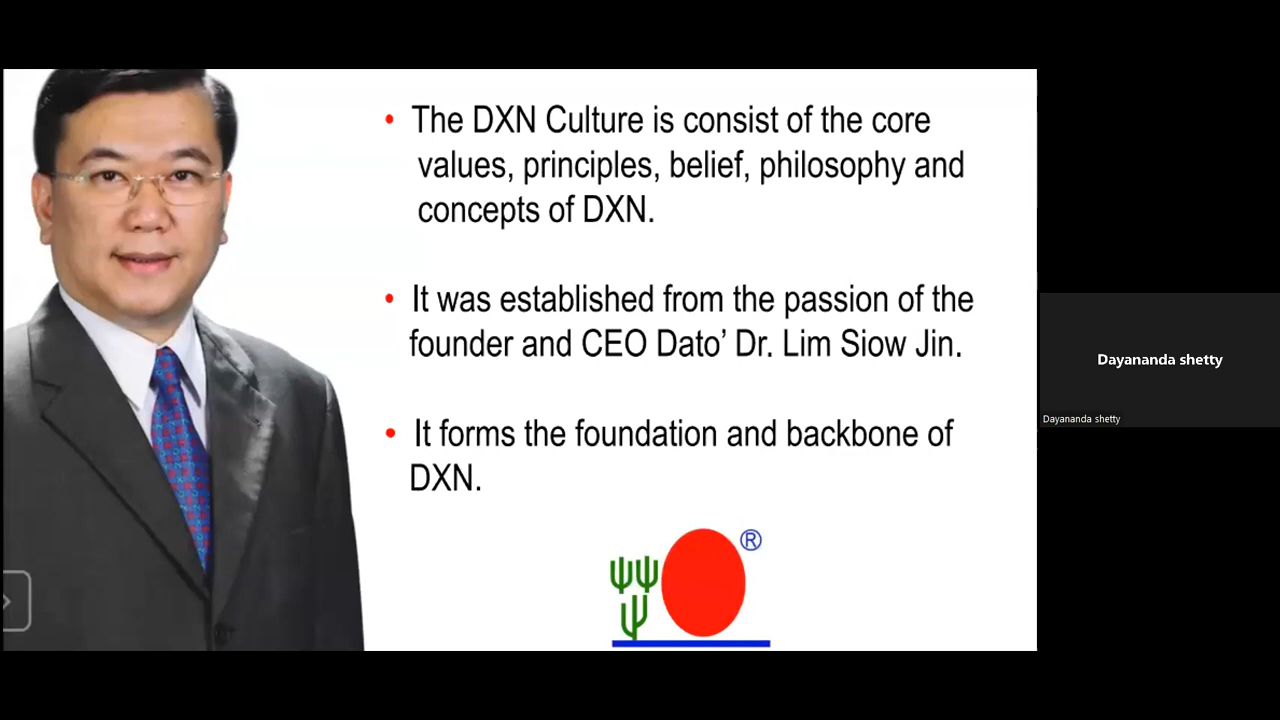 • The DXN Culture is consist of the core
values, principles, belief, philosophy and
concepts of DXN.
• It was established from the passion of the
founder and CEO Dato’ Dr. Lim Siow Jin.
• It forms the foundation and backbone of
DXN.
®
Dayananda shetty
Dayananda shetty